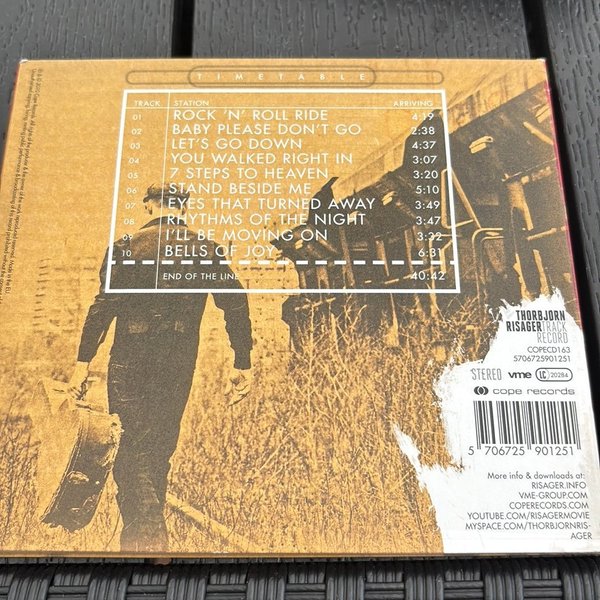 TIMETABLE
TRACK STATION ARRIVING
01 ROCK 'N' ROLL RIDE 4:19
02 BABY PLEASE DON'T GO 2:38
03 LET'S GO DOWN 4:37
04 YOU WALKED RIGHT IN 3:07
05 7 STEPS TO HEAVEN 3:20
06 STAND BESIDE ME 5:10
07 EYES THAT TURNED AWAY 3:49
08 RHYTHMS OF THE NIGHT 3:47
09 I'LL BE MOVING ON 3:32
10 BELLS OF JOY 6:31
END OF THE LINE 40:42
THORBJORN
RISAGER TRACK
RECORD
COPECD163
5706725901251
STEREO vme LC 20284
cope records
5 706725 901251
More info & downloads at:
RISAGER.INFO
VME-GROUP.COM
COPERECORDS.COM
YOUTUBE.COM/RISAGERMOVIE
MYSPACE.COM/THORBJORNRIS-
AGER